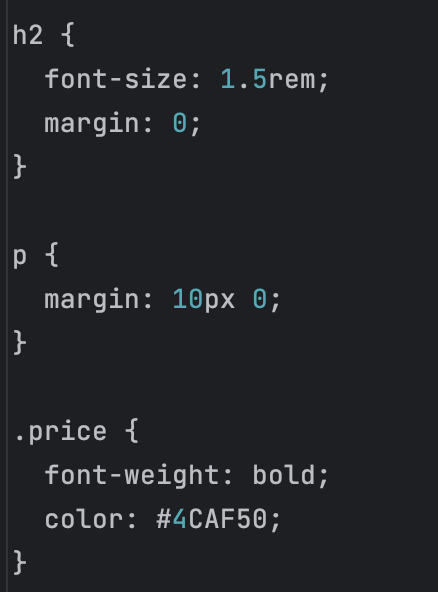 h2 {
  font-size: 1.5rem;
  margin: 0;
}

p {
  margin: 10px 0;
}

.price {
  font-weight: bold;
  color: #4CAF50;
}